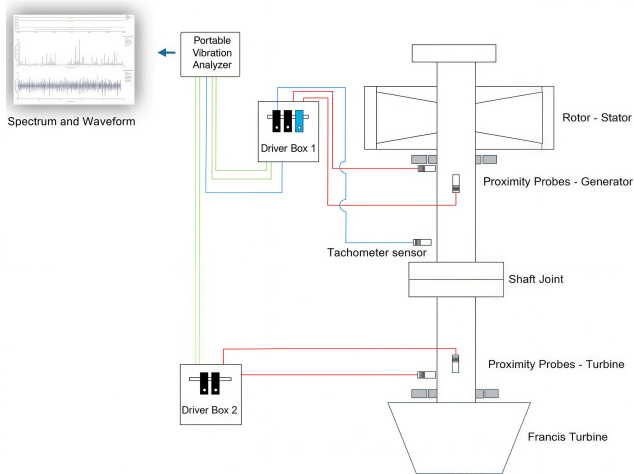 Portable
Vibration
Analyzer
Spectrum and Waveform
Driver Box 1
Rotor - Stator
Proximity Probes - Generator
Tachometer sensor
Shaft Joint
Proximity Probes - Turbine
Driver Box 2
Francis Turbine